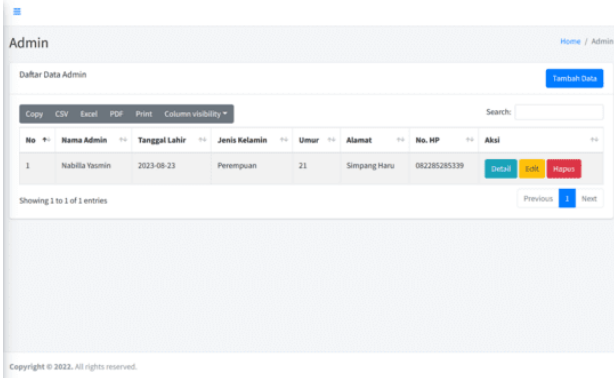 Admin
Home / Admin
Daftar Data Admin
Tambah Data
Copy CSV Excel PDF Print Column visibility
Search:
No Nama Admin Tanggal Lahir Jenis Kelamin Umur Alamat No. HP Aksi
1 Nabilla Yasmin 2023-08-23 Perempuan 21 Simpang Haru 082285285339 Detail Edit Hapus
Showing 1 to 1 of 1 entries
Previous 1 Next
Copyright © 2022. All rights reserved.